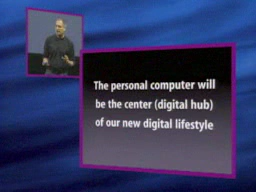 The personal computer will
be the center (digital hub)
of our new digital lifestyle